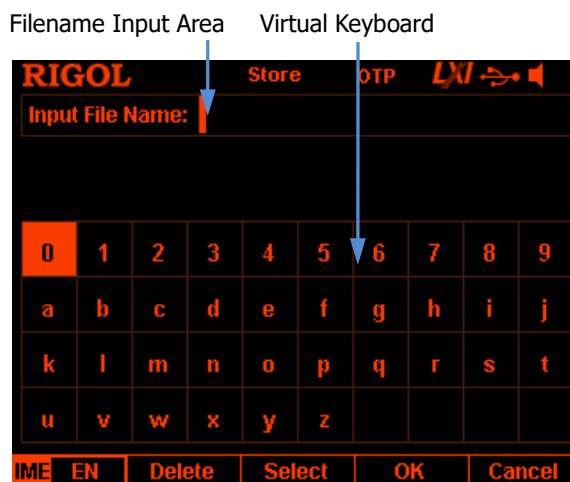 Filename Input Area Virtual Keyboard
RIGOL Store OTP LXI
Input File Name:
0 1 2 3 4 5 6 7 8 9
a b c d e f g h i j
k l m n o p q r s t
u v w x y z
IME EN Delete Select OK Cancel